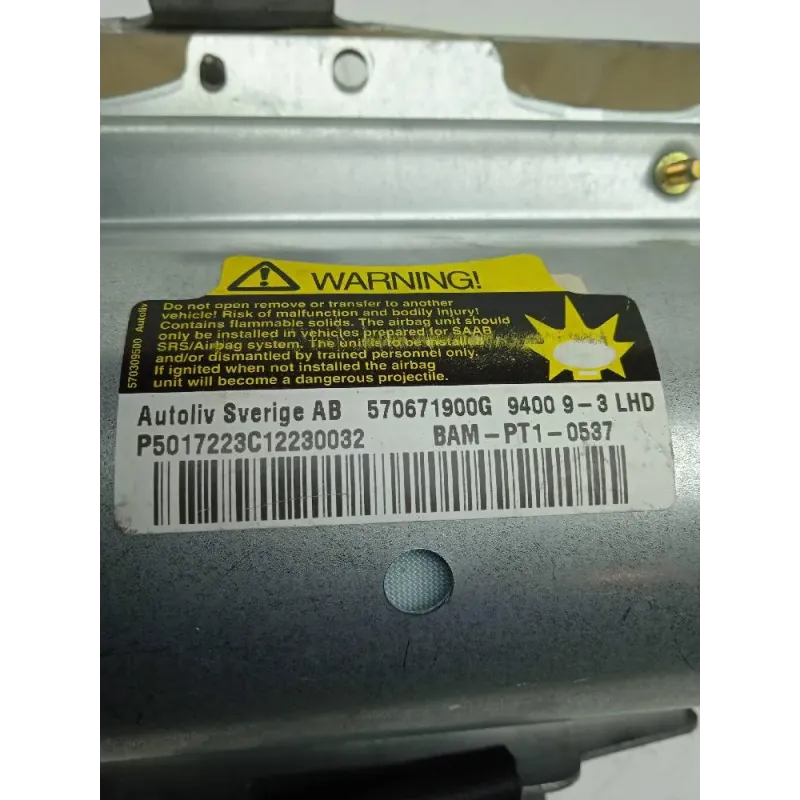 WARNING!
Do not open remove or transfer to another
vehicle! Risk of malfunction and bodily injury!
Contains flammable solids. The airbag unit should
only be installed in vehicles prepared for SAAB
SRS/Airbag system. The unit is to be installed
and/or dismantled by trained personnel only.
If ignited when not installed the airbag
unit will become a dangerous projectile.
570309500 Autoliv
Autoliv Sverige AB 570671900G 9400 9-3 LHD
P5017223C12230032 BAM-PT1-0537